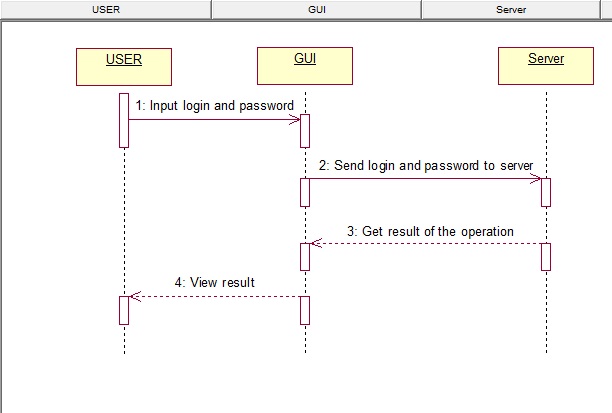 USER GUI Server
USER GUI Server
1: Input login and password
2: Send login and password to server
3: Get result of the operation
4: View result